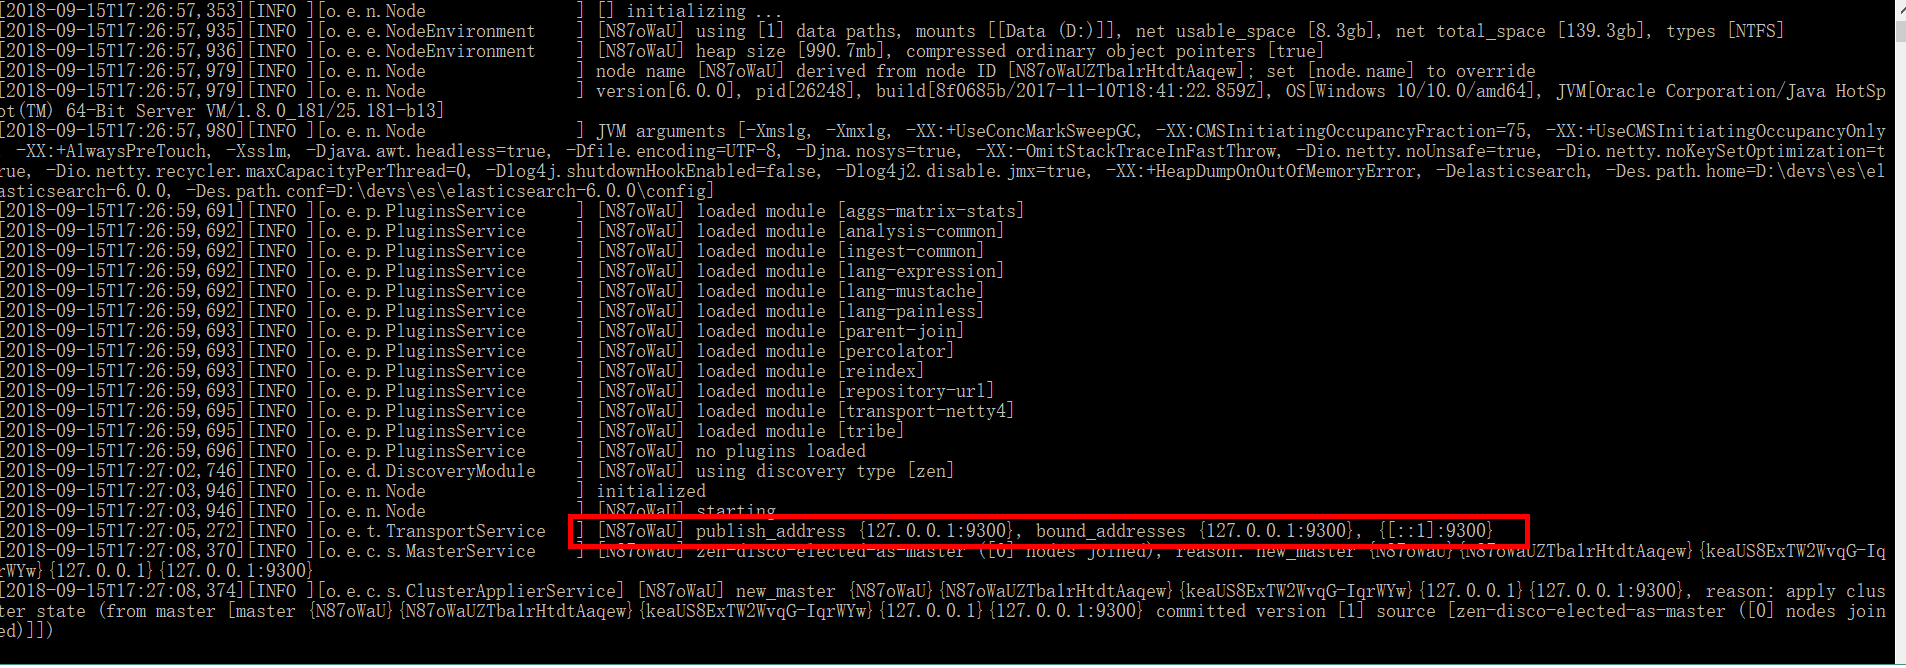 [2018-09-15T17:26:57,353][INFO ][o.e.n.Node               ] [] initializing ...
[2018-09-15T17:26:57,935][INFO ][o.e.e.NodeEnvironment    ] [N87oWaU] using [1] data paths, mounts [[Data (D:)]], net usable_space [8.3gb], net total_space [139.3gb], types [NTFS]
[2018-09-15T17:26:57,936][INFO ][o.e.e.NodeEnvironment    ] [N87oWaU] heap size [990.7mb], compressed ordinary object pointers [true]
[2018-09-15T17:26:57,979][INFO ][o.e.n.Node               ] node name [N87oWaU] derived from node ID [N87oWaUZTba1rHtdtAaqew]; set [node.name] to override
[2018-09-15T17:26:57,979][INFO ][o.e.n.Node               ] version[6.0.0], pid[26248], build[8f0685b/2017-11-10T18:41:22.859Z], OS[Windows 10/10.0/amd64], JVM[Oracle Corporation/Java HotSp
ot(TM) 64-Bit Server VM/1.8.0_181/25.181-b13]
[2018-09-15T17:26:57,980][INFO ][o.e.n.Node               ] JVM arguments [-Xms1g, -Xmx1g, -XX:+UseConcMarkSweepGC, -XX:CMSInitiatingOccupancyFraction=75, -XX:+UseCMSInitiatingOccupancyOnly
, -XX:+AlwaysPreTouch, -Xss1m, -Djava.awt.headless=true, -Dfile.encoding=UTF-8, -Djna.nosys=true, -XX:-OmitStackTraceInFastThrow, -Dio.netty.noUnsafe=true, -Dio.netty.noKeySetOptimization=t
rue, -Dio.netty.recycler.maxCapacityPerThread=0, -Dlog4j.shutdownHookEnabled=false, -Dlog4j2.disable.jmx=true, -XX:+HeapDumpOnOutOfMemoryError, -Delasticsearch, -Des.path.home=D:\devs\es\el
asticsearch-6.0.0, -Des.path.conf=D:\devs\es\elasticsearch-6.0.0\config]
[2018-09-15T17:26:59,691][INFO ][o.e.p.PluginsService     ] [N87oWaU] loaded module [aggs-matrix-stats]
[2018-09-15T17:26:59,692][INFO ][o.e.p.PluginsService     ] [N87oWaU] loaded module [analysis-common]
[2018-09-15T17:26:59,692][INFO ][o.e.p.PluginsService     ] [N87oWaU] loaded module [ingest-common]
[2018-09-15T17:26:59,692][INFO ][o.e.p.PluginsService     ] [N87oWaU] loaded module [lang-expression]
[2018-09-15T17:26:59,692][INFO ][o.e.p.PluginsService     ] [N87oWaU] loaded module [lang-mustache]
[2018-09-15T17:26:59,692][INFO ][o.e.p.PluginsService     ] [N87oWaU] loaded module [lang-painless]
[2018-09-15T17:26:59,693][INFO ][o.e.p.PluginsService     ] [N87oWaU] loaded module [parent-join]
[2018-09-15T17:26:59,693][INFO ][o.e.p.PluginsService     ] [N87oWaU] loaded module [percolator]
[2018-09-15T17:26:59,693][INFO ][o.e.p.PluginsService     ] [N87oWaU] loaded module [reindex]
[2018-09-15T17:26:59,693][INFO ][o.e.p.PluginsService     ] [N87oWaU] loaded module [repository-url]
[2018-09-15T17:26:59,695][INFO ][o.e.p.PluginsService     ] [N87oWaU] loaded module [transport-netty4]
[2018-09-15T17:26:59,695][INFO ][o.e.p.PluginsService     ] [N87oWaU] loaded module [tribe]
[2018-09-15T17:26:59,696][INFO ][o.e.p.PluginsService     ] [N87oWaU] no plugins loaded
[2018-09-15T17:27:02,746][INFO ][o.e.d.DiscoveryModule    ] [N87oWaU] using discovery type [zen]
[2018-09-15T17:27:03,946][INFO ][o.e.n.Node               ] initialized
[2018-09-15T17:27:03,946][INFO ][o.e.n.Node               ] [N87oWaU] starting
[2018-09-15T17:27:05,272][INFO ][o.e.t.TransportService   ] [N87oWaU] publish_address {127.0.0.1:9300}, bound_addresses {127.0.0.1:9300}, {[::1]:9300}
[2018-09-15T17:27:08,370][INFO ][o.e.c.s.MasterService    ] [N87oWaU] zen-disco-elected-as-master ([0] nodes joined), reason: new_master {N87oWaU}{N87oWaUZTba1rHtdtAaqew}{keaUS8ExTW2WvqG-Iq
rWYw}{127.0.0.1}{127.0.0.1:9300}
[2018-09-15T17:27:08,374][INFO ][o.e.c.s.ClusterApplierService] [N87oWaU] new_master {N87oWaU}{N87oWaUZTba1rHtdtAaqew}{keaUS8ExTW2WvqG-IqrWYw}{127.0.0.1}{127.0.0.1:9300}, reason: apply clus
ter state (from master [master {N87oWaU}{N87oWaUZTba1rHtdtAaqew}{keaUS8ExTW2WvqG-IqrWYw}{127.0.0.1}{127.0.0.1:9300} committed version [1] source [zen-disco-elected-as-master ([0] nodes join
ed)]])